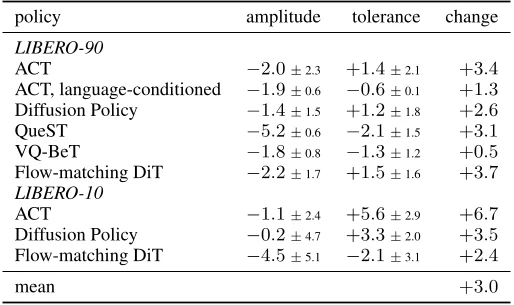 policy amplitude tolerance change
LIBERO-90
ACT −2.0 ± 2.3 +1.4 ± 2.1 +3.4
ACT, language-conditioned −1.9 ± 0.6 −0.6 ± 0.1 +1.3
Diffusion Policy −1.4 ± 1.5 +1.2 ± 1.8 +2.6
QueST −5.2 ± 0.6 −2.1 ± 1.5 +3.1
VQ-BeT −1.8 ± 0.8 −1.3 ± 1.2 +0.5
Flow-matching DiT −2.2 ± 1.7 +1.5 ± 1.6 +3.7
LIBERO-10
ACT −1.1 ± 2.4 +5.6 ± 2.9 +6.7
Diffusion Policy −0.2 ± 4.7 +3.3 ± 2.0 +3.5
Flow-matching DiT −4.5 ± 5.1 −2.1 ± 3.1 +2.4
mean +3.0